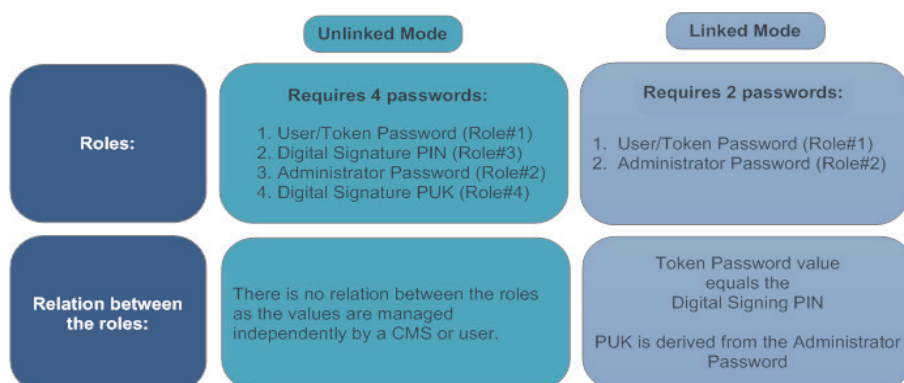 Unlinked Mode
Linked Mode
Roles:
Requires 4 passwords:
1. User/Token Password (Role#1)
2. Digital Signature PIN (Role#3)
3. Administrator Password (Role#2)
4. Digital Signature PUK (Role#4)
Requires 2 passwords:
1. User/Token Password (Role#1)
2. Administrator Password (Role#2)
Relation between
the roles:
There is no relation between the roles
as the values are managed
independently by a CMS or user.
Token Password value
equals the
Digital Signing PIN
PUK is derived from the Administrator
Password